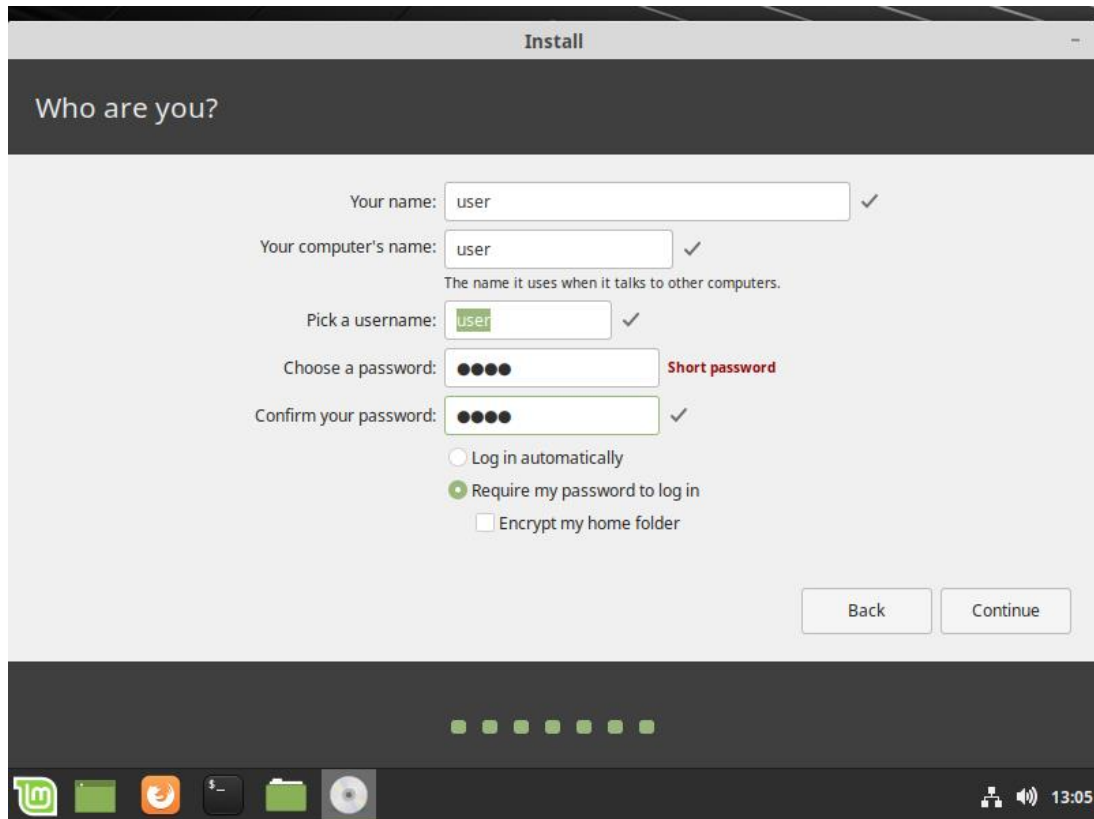 Install
Who are you?
Your name: user
Your computer's name: user
The name it uses when it talks to other computers.
Pick a username: user
Choose a password: ●●●● Short password
Confirm your password: ●●●●
Log in automatically
Require my password to log in
Encrypt my home folder
Back Continue
$_ 13:05